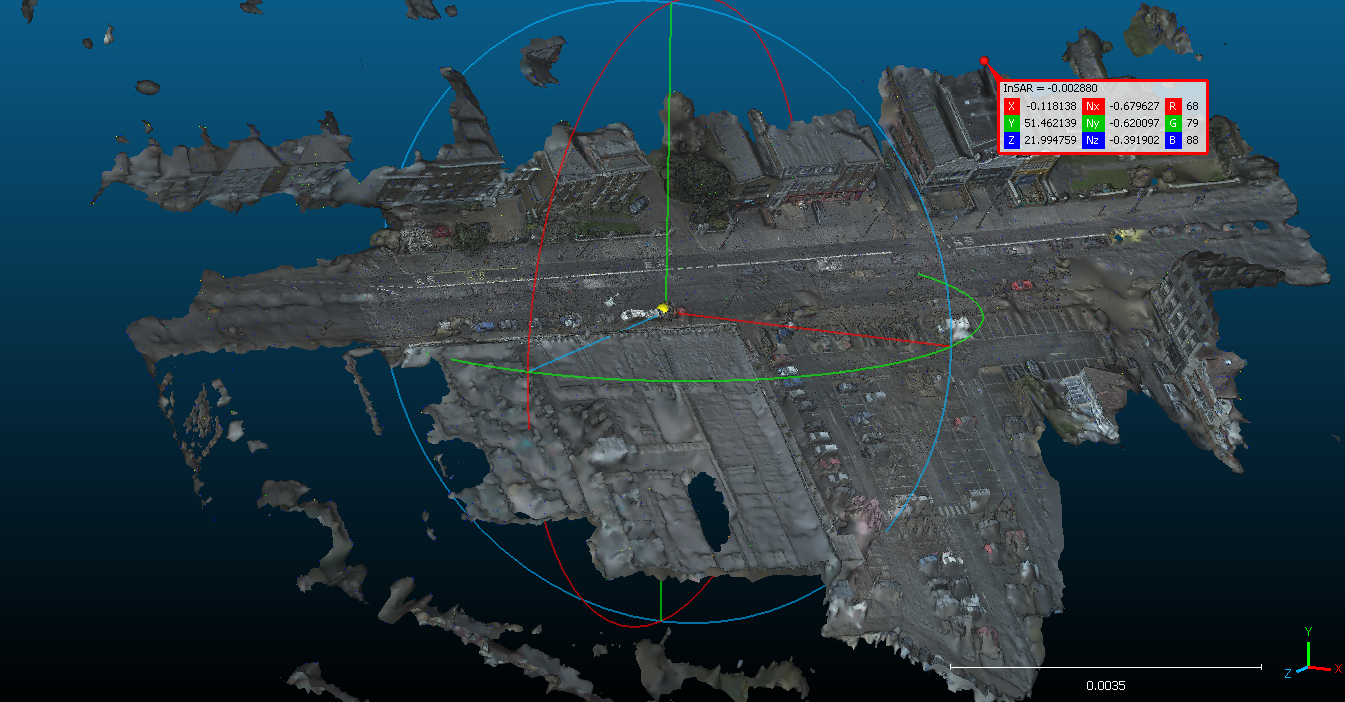 InSAR = -0.002880
X -0.118138 Nx -0.679627 R 68
Y 51.462139 Ny -0.620097 G 79
Z 21.994759 Nz -0.391902 B 88
Y
Z X
0.0035